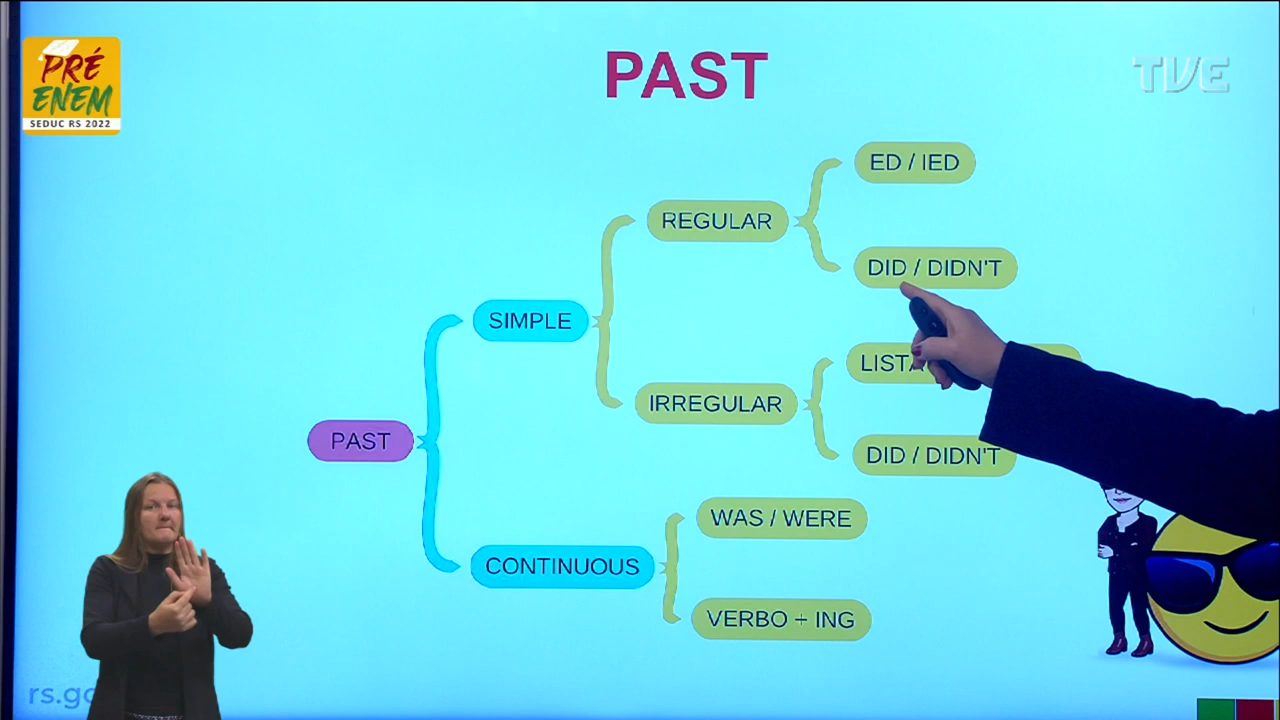 PRÉ
ENEM
SEDUC RS 2022
PAST
TVE
ED / IED
REGULAR
DID / DIDN'T
SIMPLE
IRREGULAR
DID / DIDN'T
PAST
WAS / WERE
CONTINUOUS
VERBO + ING